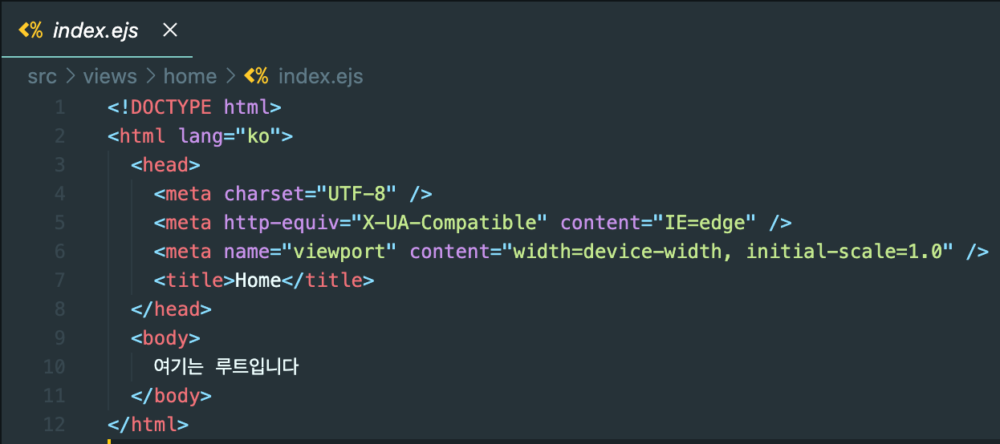 index.ejs
src > views > home > index.ejs
1 <!DOCTYPE html>
2 <html lang="ko">
3 <head>
4 <meta charset="UTF-8" />
5 <meta http-equiv="X-UA-Compatible" content="IE=edge" />
6 <meta name="viewport" content="width=device-width, initial-scale=1.0" />
7 <title>Home</title>
8 </head>
9 <body>
10 여기는 루트입니다
11 </body>
12 </html>